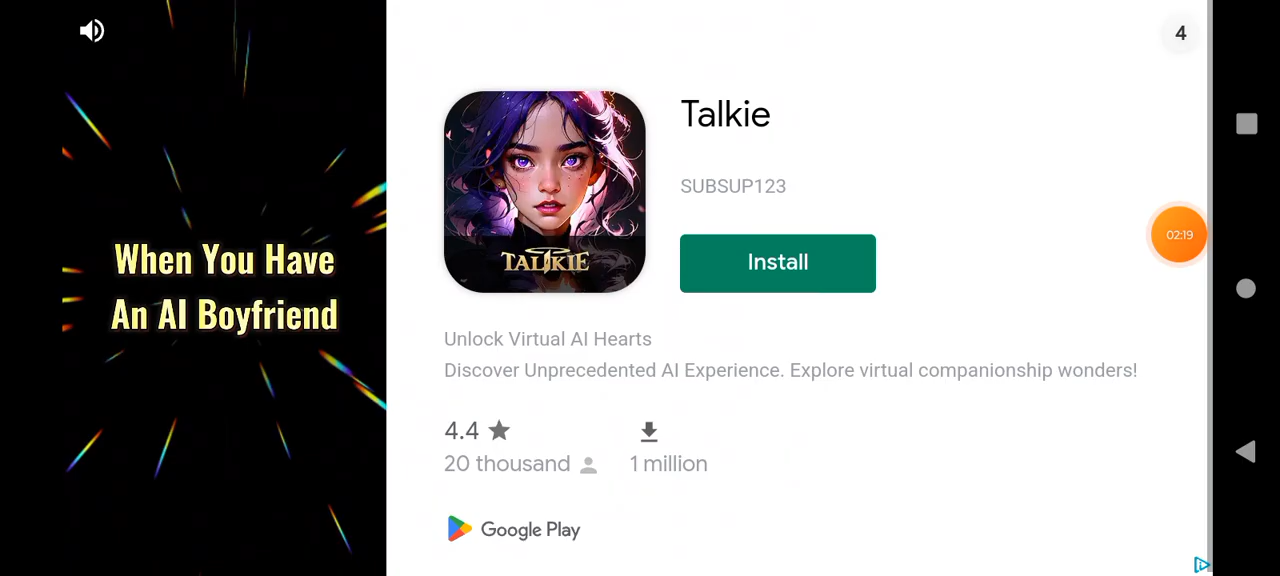 When You Have
An AI Boyfriend
4
TALKIE
Talkie
SUBSUP123
Install
02:19
Unlock Virtual AI Hearts
Discover Unprecedented AI Experience. Explore virtual companionship wonders!
4.4
20 thousand
1 million
Google Play